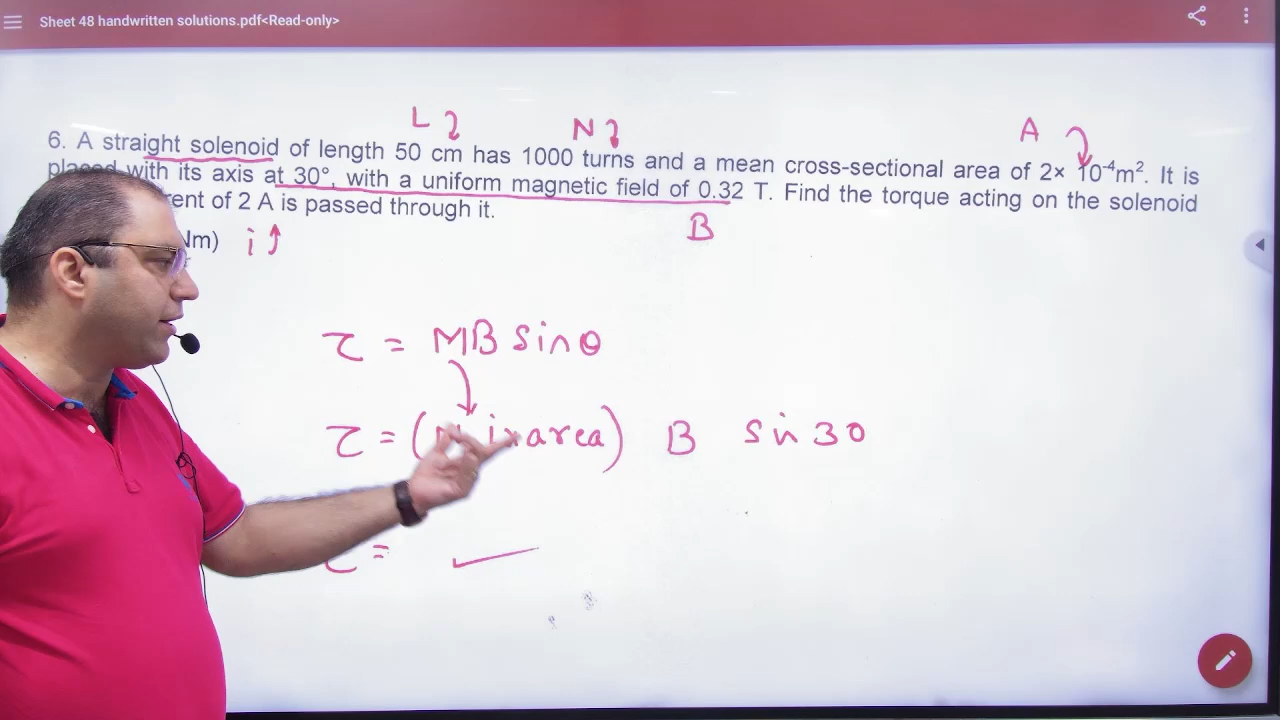 Sheet 48 handwritten solutions.pdf<Read-only>
L N A
6. A straight solenoid of length 50 cm has 1000 turns and a mean cross-sectional area of 2× 10⁻⁴m². It is
placed with its axis at 30°, with a uniform magnetic field of 0.32 T. Find the torque acting on the solenoid
of 2 A is passed through it.
B
Nm) i
τ = MB sinθ
τ = (N i×area) B sin 30
τ =